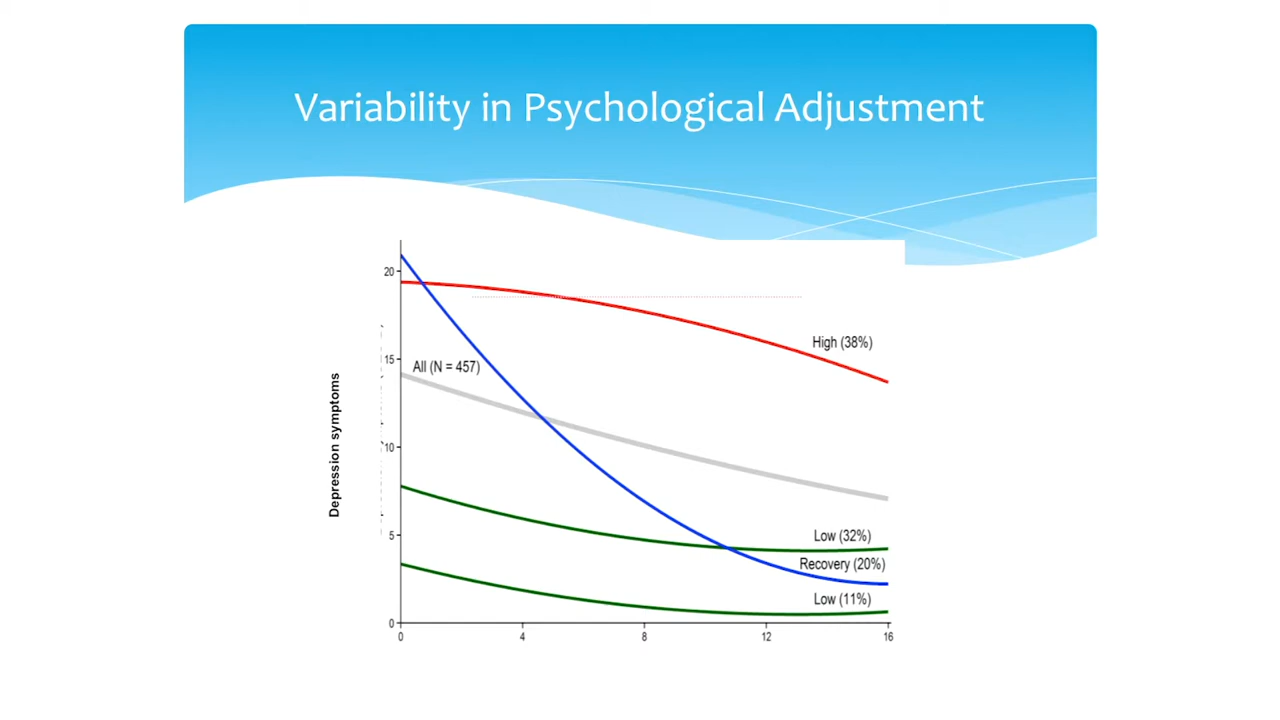 Variability in Psychological Adjustment
20
High (38%)
15
All (N = 457)
Depression symptoms
10
5
Low (32%)
Recovery (20%)
Low (11%)
0
0 4 8 12 16